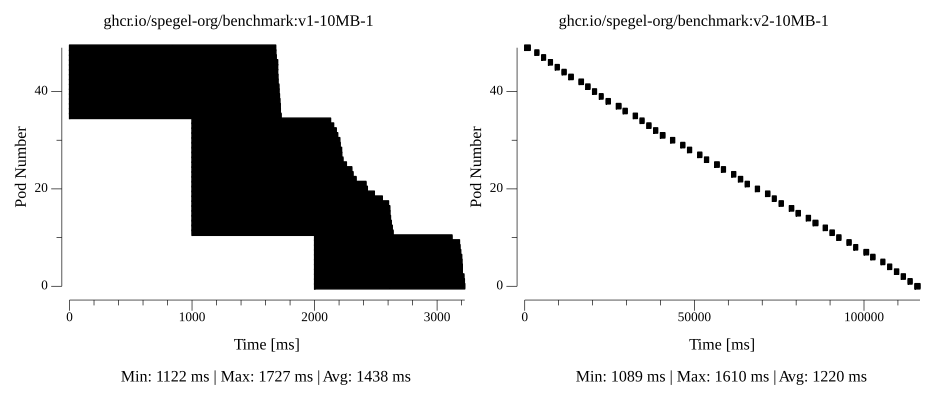 ghcr.io/spegel-org/benchmark:v1-10MB-1
Pod Number
40
20
0
0 1000 2000 3000
Time [ms]
Min: 1122 ms | Max: 1727 ms | Avg: 1438 ms
ghcr.io/spegel-org/benchmark:v2-10MB-1
Pod Number
40
20
0
0 50000 100000
Time [ms]
Min: 1089 ms | Max: 1610 ms | Avg: 1220 ms